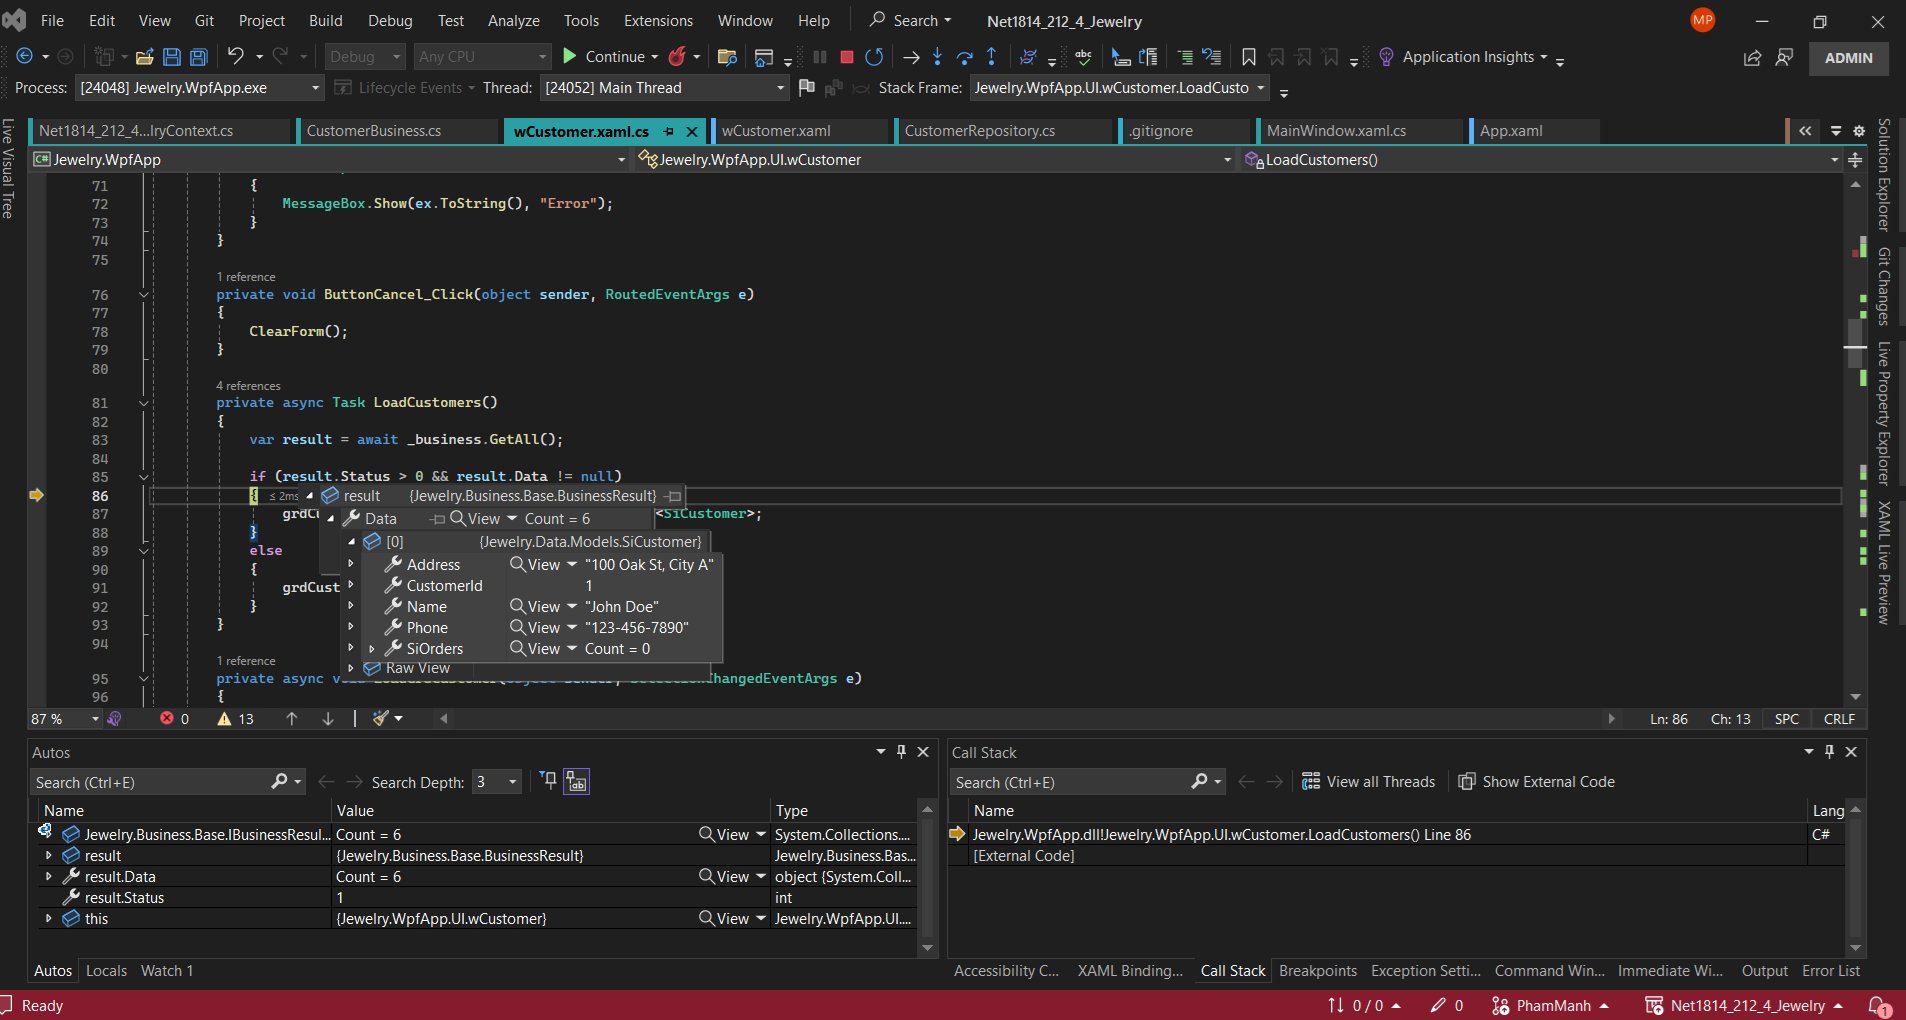 File Edit View Git Project Build Debug Test Analyze Tools Extensions Window Help Search Net1814_212_4_Jewelry MP
Debug Any CPU Continue abc Application Insights ADMIN
Process: [24048] Jewelry.WpfApp.exe Lifecycle Events Thread: [24052] Main Thread Stack Frame: Jewelry.WpfApp.UI.wCustomer.LoadCusto
Live Visual Tree
Net1814_212_4...lryContext.cs CustomerBusiness.cs wCustomer.xaml.cs wCustomer.xaml CustomerRepository.cs .gitignore MainWindow.xaml.cs App.xaml
C# Jewelry.WpfApp Jewelry.WpfApp.UI.wCustomer LoadCustomers()
71 {
72 MessageBox.Show(ex.ToString(), "Error");
73 }
74 }
75
1 reference
76 private void ButtonCancel_Click(object sender, RoutedEventArgs e)
77 {
78 ClearForm();
79 }
80
4 references
81 private async Task LoadCustomers()
82 {
83 var result = await _business.GetAll();
84
85 if (result.Status > 0 && result.Data != null)
86 { ≤ 2ms result {Jewelry.Business.Base.BusinessResult}
87 grdCu Data View Count = 6 <SiCustomer>;
88 } [0] {Jewelry.Data.Models.SiCustomer}
89 else Address View "100 Oak St, City A"
90 { CustomerId 1
91 grdCust Name View "John Doe"
92 } Phone View "123-456-7890"
93 } SiOrders View Count = 0
94 Raw View
1 reference
95 private async v ChangedEventArgs e)
96 {
Solution Explorer
Git Changes
Live Property Explorer
XAML Live Preview
87 % 0 13 Ln: 86 Ch: 13 SPC CRLF
Autos
Search (Ctrl+E) Search Depth: 3
Name Value Type
Jewelry.Business.Base.IBusinessResul... Count = 6 View System.Collections....
result {Jewelry.Business.Base.BusinessResult} Jewelry.Business.Bas...
result.Data Count = 6 View object {System.Coll...
result.Status 1 int
this {Jewelry.WpfApp.UI.wCustomer} View Jewelry.WpfApp.UI....
Autos Locals Watch 1
Call Stack
Search (Ctrl+E) View all Threads Show External Code
Name Lang
Jewelry.WpfApp.dll!Jewelry.WpfApp.UI.wCustomer.LoadCustomers() Line 86 C#
[External Code]
Accessibility C... XAML Binding... Call Stack Breakpoints Exception Setti... Command Win... Immediate Wi... Output Error List
Ready 0 / 0 0 PhamManh Net1814_212_4_Jewelry 1